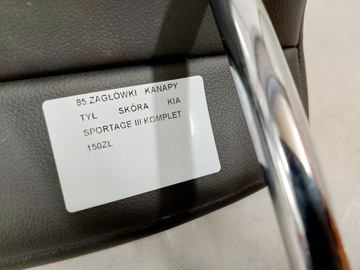 85 ZAGŁÓWKI KANAPY
TYŁ SKÓRA KIA
SPORTAGE III KOMPLET
150ZŁ